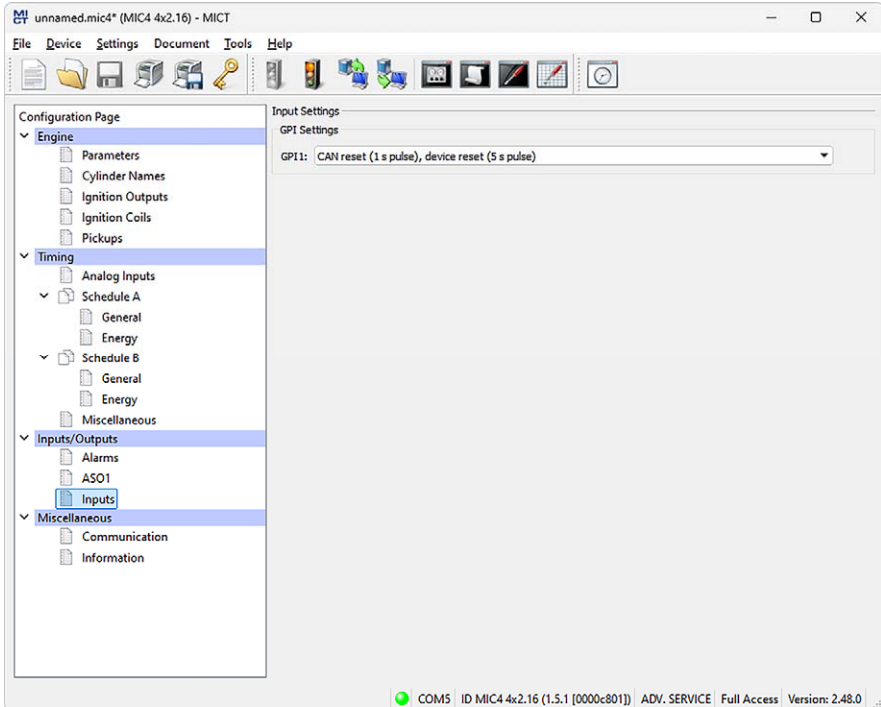 MICT unnamed.mic4* (MIC4 4x2.16) - MICT
File Device Settings Document Tools Help
Configuration Page
Engine
Parameters
Cylinder Names
Ignition Outputs
Ignition Coils
Pickups
Timing
Analog Inputs
Schedule A
General
Energy
Schedule B
General
Energy
Miscellaneous
Inputs/Outputs
Alarms
ASO1
Inputs
Miscellaneous
Communication
Information
Input Settings
GPI Settings
GPI1: CAN reset (1 s pulse), device reset (5 s pulse)
COM5 ID MIC4 4x2.16 (1.5.1 [0000c801]) ADV. SERVICE Full Access Version: 2.48.0